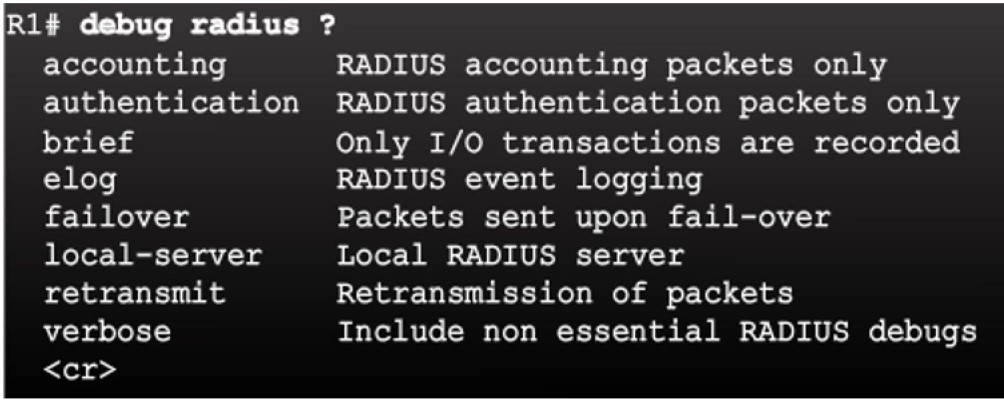 R1# debug radius ?
accounting RADIUS accounting packets only
authentication RADIUS authentication packets only
brief Only I/O transactions are recorded
elog RADIUS event logging
failover Packets sent upon fail-over
local-server Local RADIUS server
retransmit Retransmission of packets
verbose Include non essential RADIUS debugs
<cr>